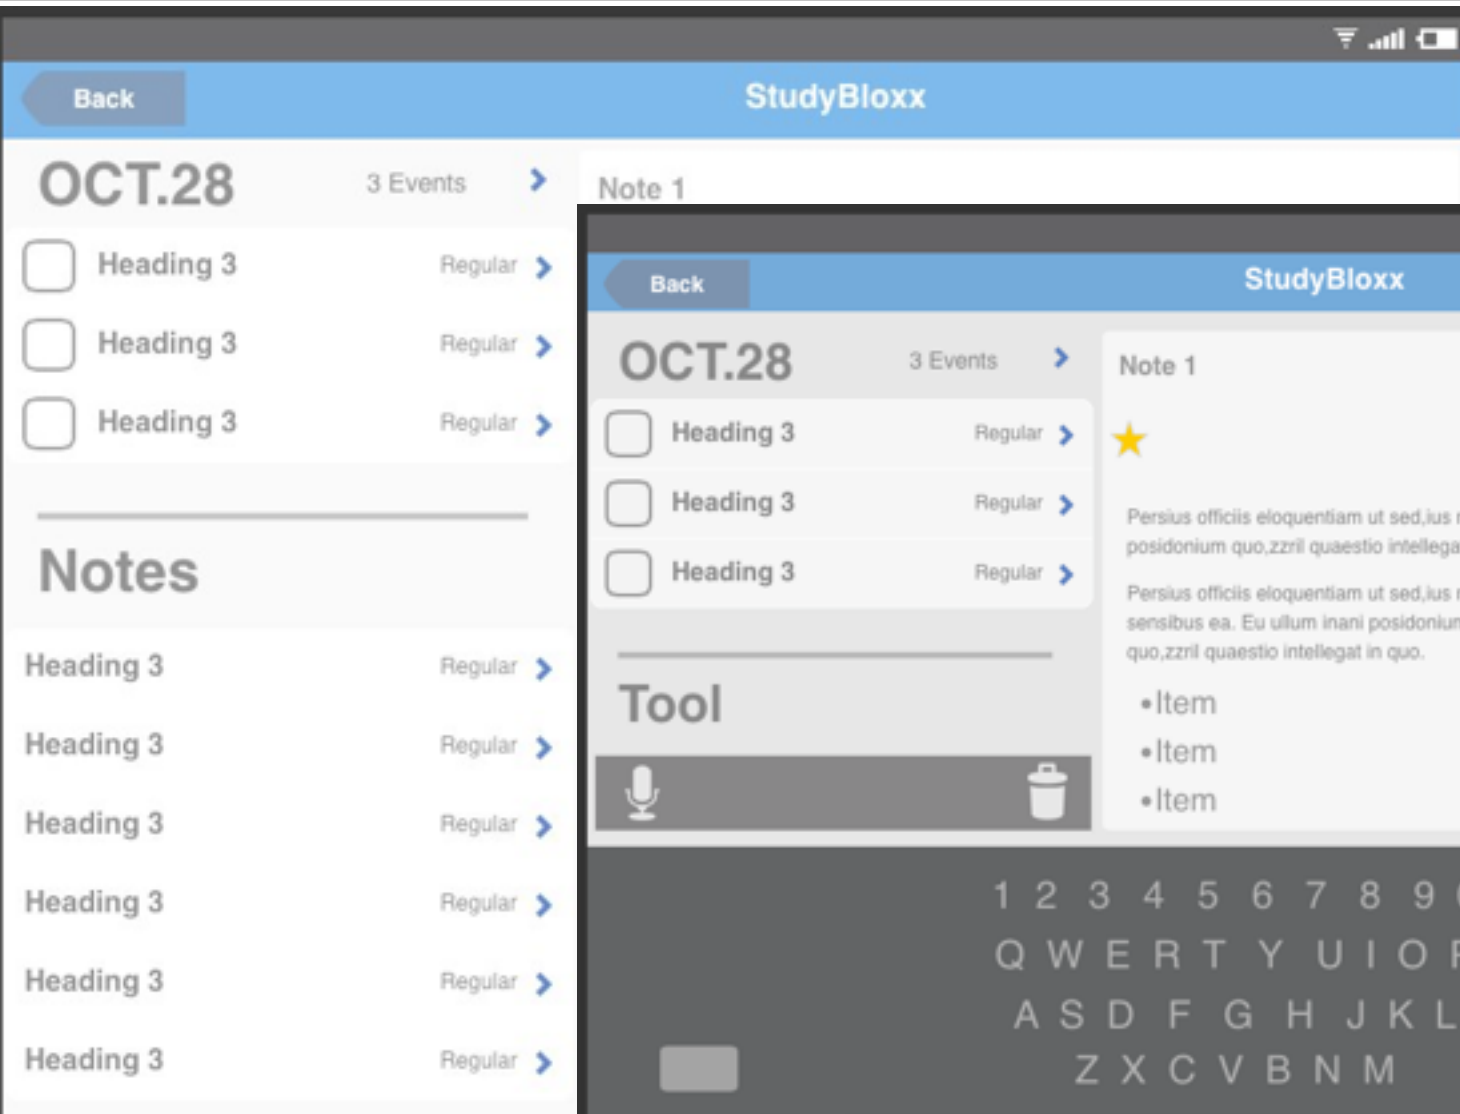 Back
StudyBloxx
OCT.28
3 Events
Note 1
Heading 3
Regular
Heading 3
Regular
Heading 3
Regular
Notes
Heading 3
Regular
Heading 3
Regular
Heading 3
Regular
Heading 3
Regular
Heading 3
Regular
Heading 3
Regular
Back
StudyBloxx
OCT.28
3 Events
Heading 3
Regular
Heading 3
Regular
Heading 3
Regular
Tool
Note 1
Persius officiis eloquentiam ut sed,ius
posidonium quo,zzril quaestio
Persius officiis eloquentiam ut sed,ius
sensibus ea. Eu ullum inani
quo,zzril quaestio intellegat in quo.
•Item
•Item
•Item
1 2 3 4 5 6 7 8 9
Q W E R T Y U I O
A S D F G H J K L
Z X C V B N M